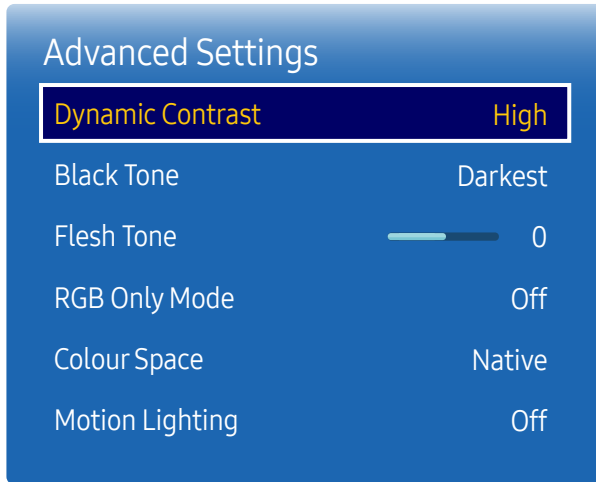 Advanced Settings
Dynamic Contrast High
Black Tone Darkest
Flesh Tone 0
RGB Only Mode Off
Colour Space Native
Motion Lighting Off